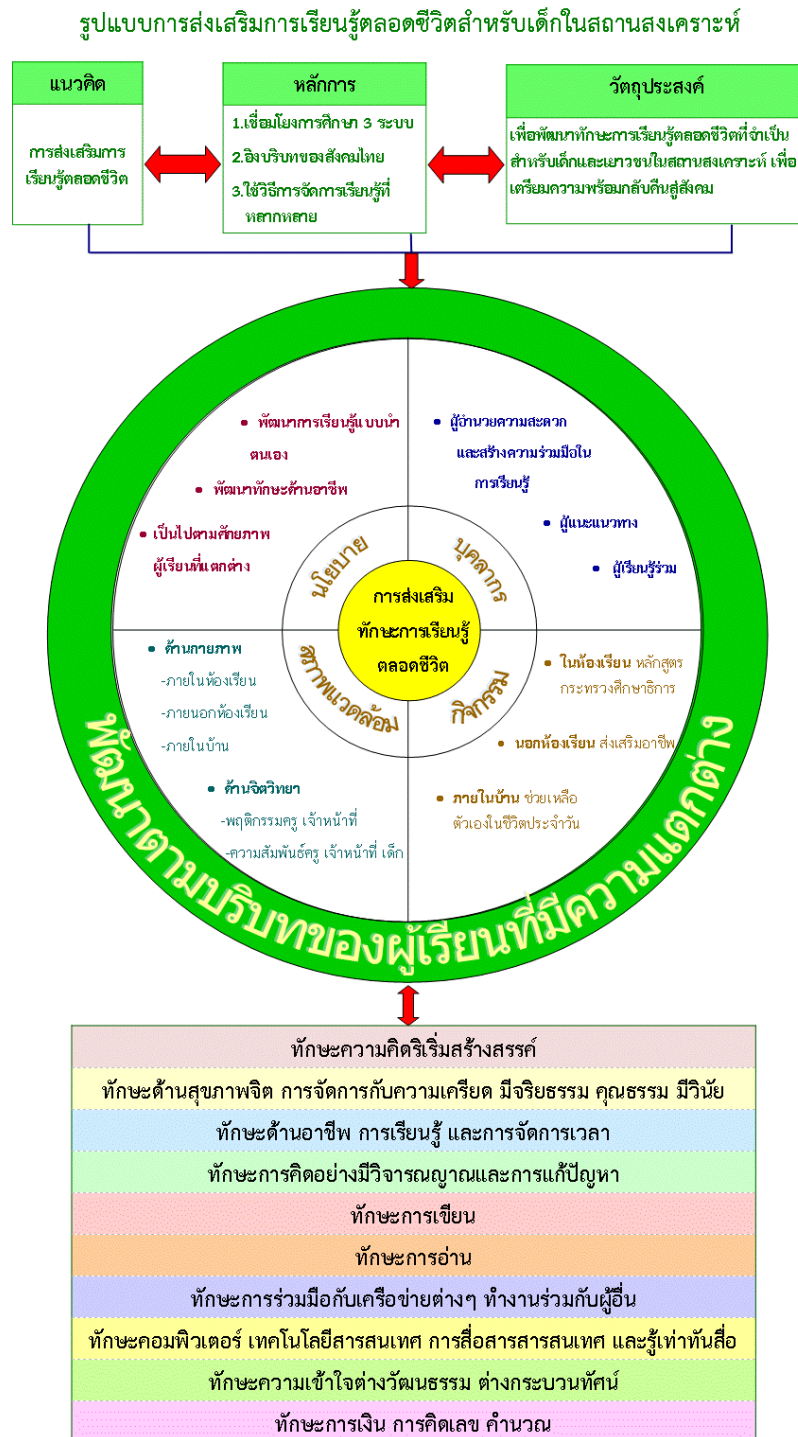 รูปแบบการส่งเสริมการเรียนรู้ตลอดชีวิตสำหรับเด็กในสถานสงเคราะห์
แนวคิด
การส่งเสริมการ
เรียนรู้ตลอดชีวิต
หลักการ
1.เชื่อมโยงการศึกษา 3 ระบบ
2.อิงบริบทของสังคมไทย
3.ใช้วิธีการจัดการเรียนรู้ที่
หลากหลาย
วัตถุประสงค์
เพื่อพัฒนาทักษะการเรียนรู้ตลอดชีวิตที่จำเป็น
สำหรับเด็กและเยาวชนในสถานสงเคราะห์ เพื่อ
เตรียมความพร้อมกลับคืนสู่สังคม
• พัฒนาการเรียนรู้แบบนำ
ตนเอง
• พัฒนาทักษะด้านอาชีพ
• เป็นไปตามศักยภาพ
ผู้เรียนที่แตกต่าง
นโยบาย
• ผู้อำนวยความสะดวก
และสร้างความร่วมมือใน
การเรียนรู้
• ผู้แนะแนวทาง
• ผู้เรียนรู้ร่วม
บุคลากร
การส่งเสริม
ทักษะการเรียนรู้
ตลอดชีวิต
• ด้านกายภาพ
-ภายในห้องเรียน
-ภายนอกห้องเรียน
-ภายในบ้าน
• ด้านจิตวิทยา
-พฤติกรรมครู เจ้าหน้าที่
-ความสัมพันธ์ครู เจ้าหน้าที่ เด็ก
สภาพแวดล้อม
• ในห้องเรียน หลักสูตร
กระทรวงศึกษาธิการ
• นอกห้องเรียน ส่งเสริมอาชีพ
• ภายในบ้าน ช่วยเหลือ
ตัวเองในชีวิตประจำวัน
กิจกรรม
พัฒนาตามบริบทของผู้เรียนที่มีความแตกต่าง
ทักษะความคิดริเริ่มสร้างสรรค์
ทักษะด้านสุขภาพจิต การจัดการกับความเครียด มีจริยธรรม คุณธรรม มีวินัย
ทักษะด้านอาชีพ การเรียนรู้ และการจัดการเวลา
ทักษะการคิดอย่างมีวิจารณญาณและการแก้ปัญหา
ทักษะการเขียน
ทักษะการอ่าน
ทักษะการร่วมมือกับเครือข่ายต่างๆ ทำงานร่วมกับผู้อื่น
ทักษะคอมพิวเตอร์ เทคโนโลยีสารสนเทศ การสื่อสารสารสนเทศ และรู้เท่าทันสื่อ
ทักษะความเข้าใจต่างวัฒนธรรม ต่างกระบวนทัศน์
ทักษะการเงิน การคิดเลข คำนวณ